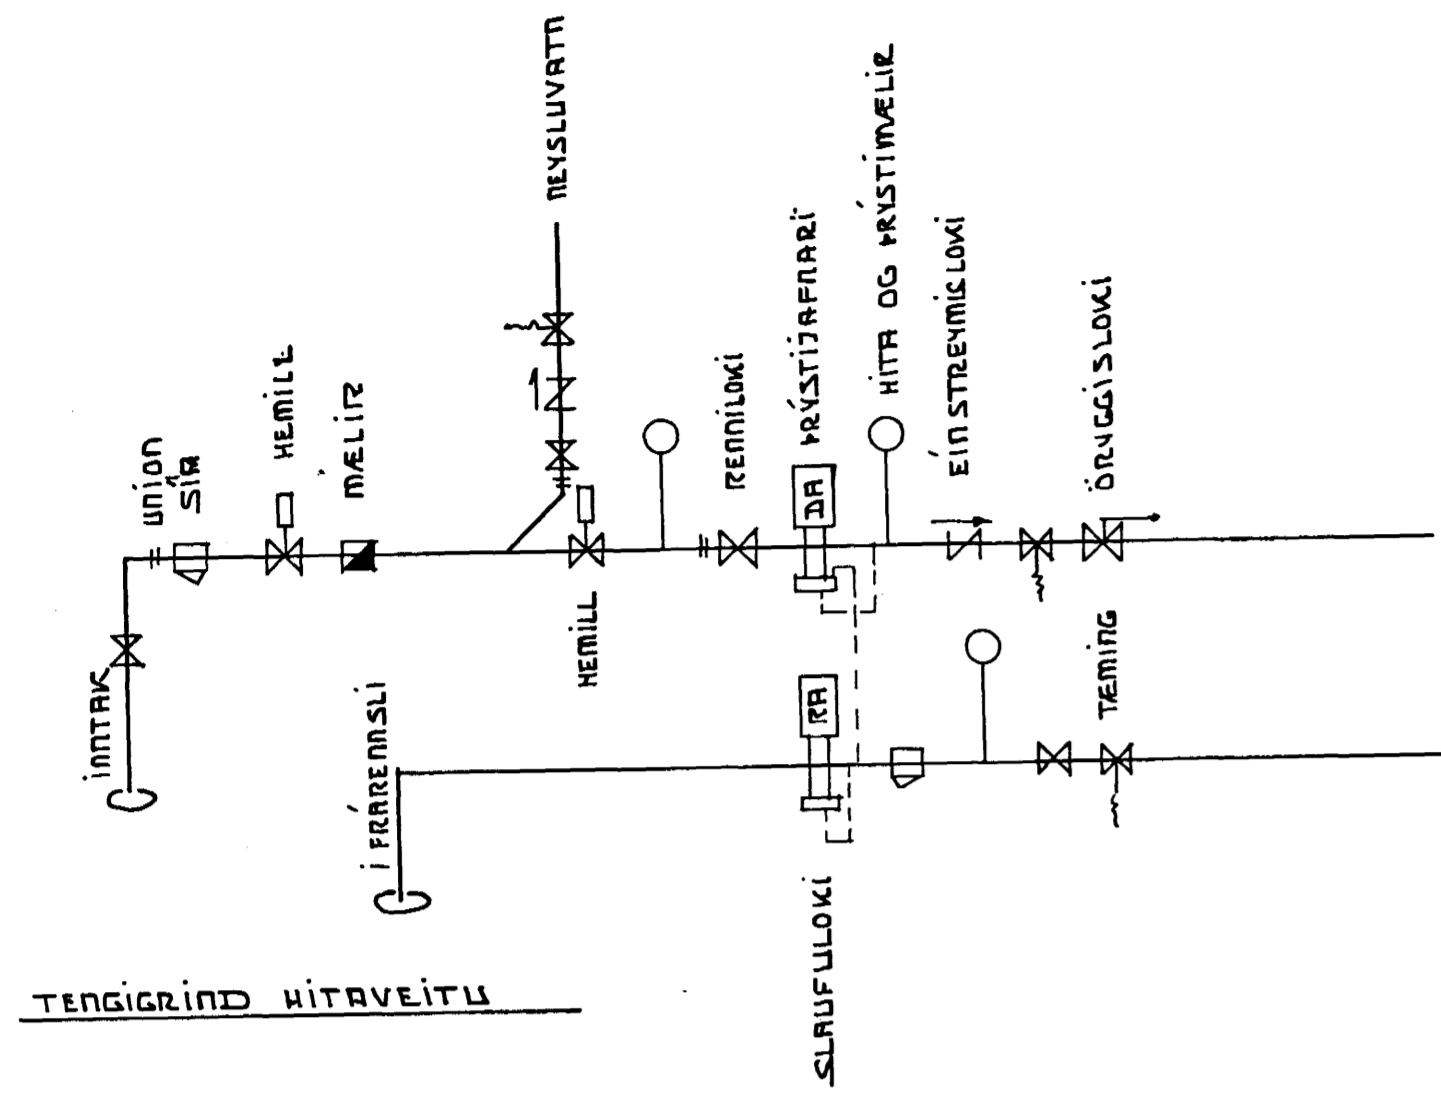 INNTAK
UNION
SÍA
HEMILL
MÆLIR
NEYSLUVATN
HEMILL
RENNILOKI
ÞRÝSTIJAFNARI
DA
HITA OG ÞRÝSTIMÆLIR
EINSTREYMISLOKI
ÖRYGGISLOKI
Í FRÁRENNSLI
RA
SLAUFULOKI
TÆMING
TENGIGRIND HITAVEITU